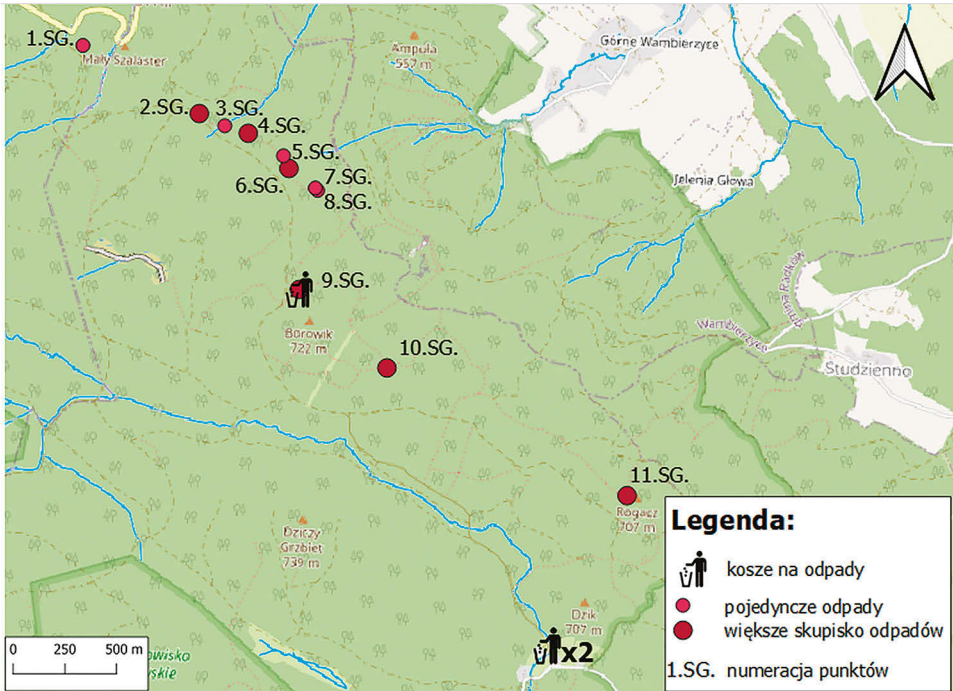 1.SG.
Mały Szalaster
Ampuła
557 m
Górne Wambierzyce
2.SG.
3.SG.
4.SG.
5.SG.
6.SG.
7.SG.
8.SG.
Jelenia Głowa
9.SG.
Borowik
722 m
10.SG.
Gmina Radków
Wambierzyce
Studzienno
11.SG.
Rogacz
707 m
Dziczy
Grzbiet
739 m
Dzik
707 m
x2
Legenda:
kosze na odpady
pojedyncze odpady
większe skupisko odpadów
1.SG. numeracja punktów
0 250 500 m